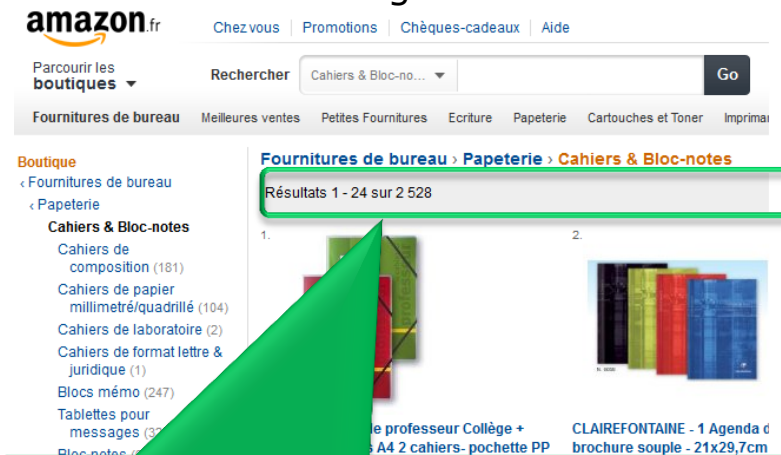 amazon.fr
Chez vous | Promotions | Chèques-cadeaux | Aide
Parcourir les
boutiques
Rechercher
Cahiers & Bloc-no...
Go
Fournitures de bureau Meilleures ventes Petites Fournitures Ecriture Papeterie Cartouches et Toner
Boutique
‹ Fournitures de bureau
‹ Papeterie
Cahiers & Bloc-notes
Cahiers de
composition (181)
Cahiers de papier
millimetré/quadrillé (104)
Cahiers de laboratoire (2)
Cahiers de format lettre &
juridique (1)
Blocs mémo (247)
Tablettes pour
messages
Fournitures de bureau › Papeterie › Cahiers & Bloc-notes
Résultats 1 - 24 sur 2 528
1.
professeur Collège +
A4 2 cahiers- pochette PP
2.
CLAIREFONTAINE - 1 Agenda
brochure souple - 21x29,7cm